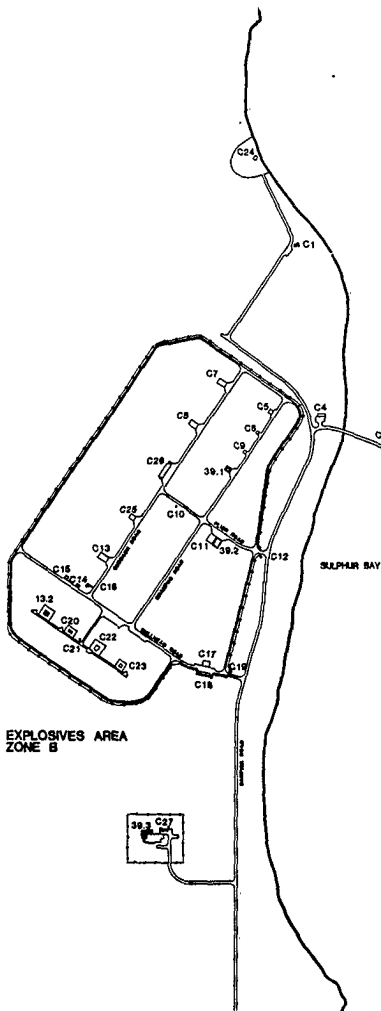 C24
C1
C7
C5
C4
C8
C6
C9
C26
39.1
C10
C25
C11
39.2
C12
C13
SULPHUR BAY
C15
C14
C16
13.2
C20
C21
C22
C17
C23
C19
C18
EXPLOSIVES AREA
ZONE B
39.3
C27